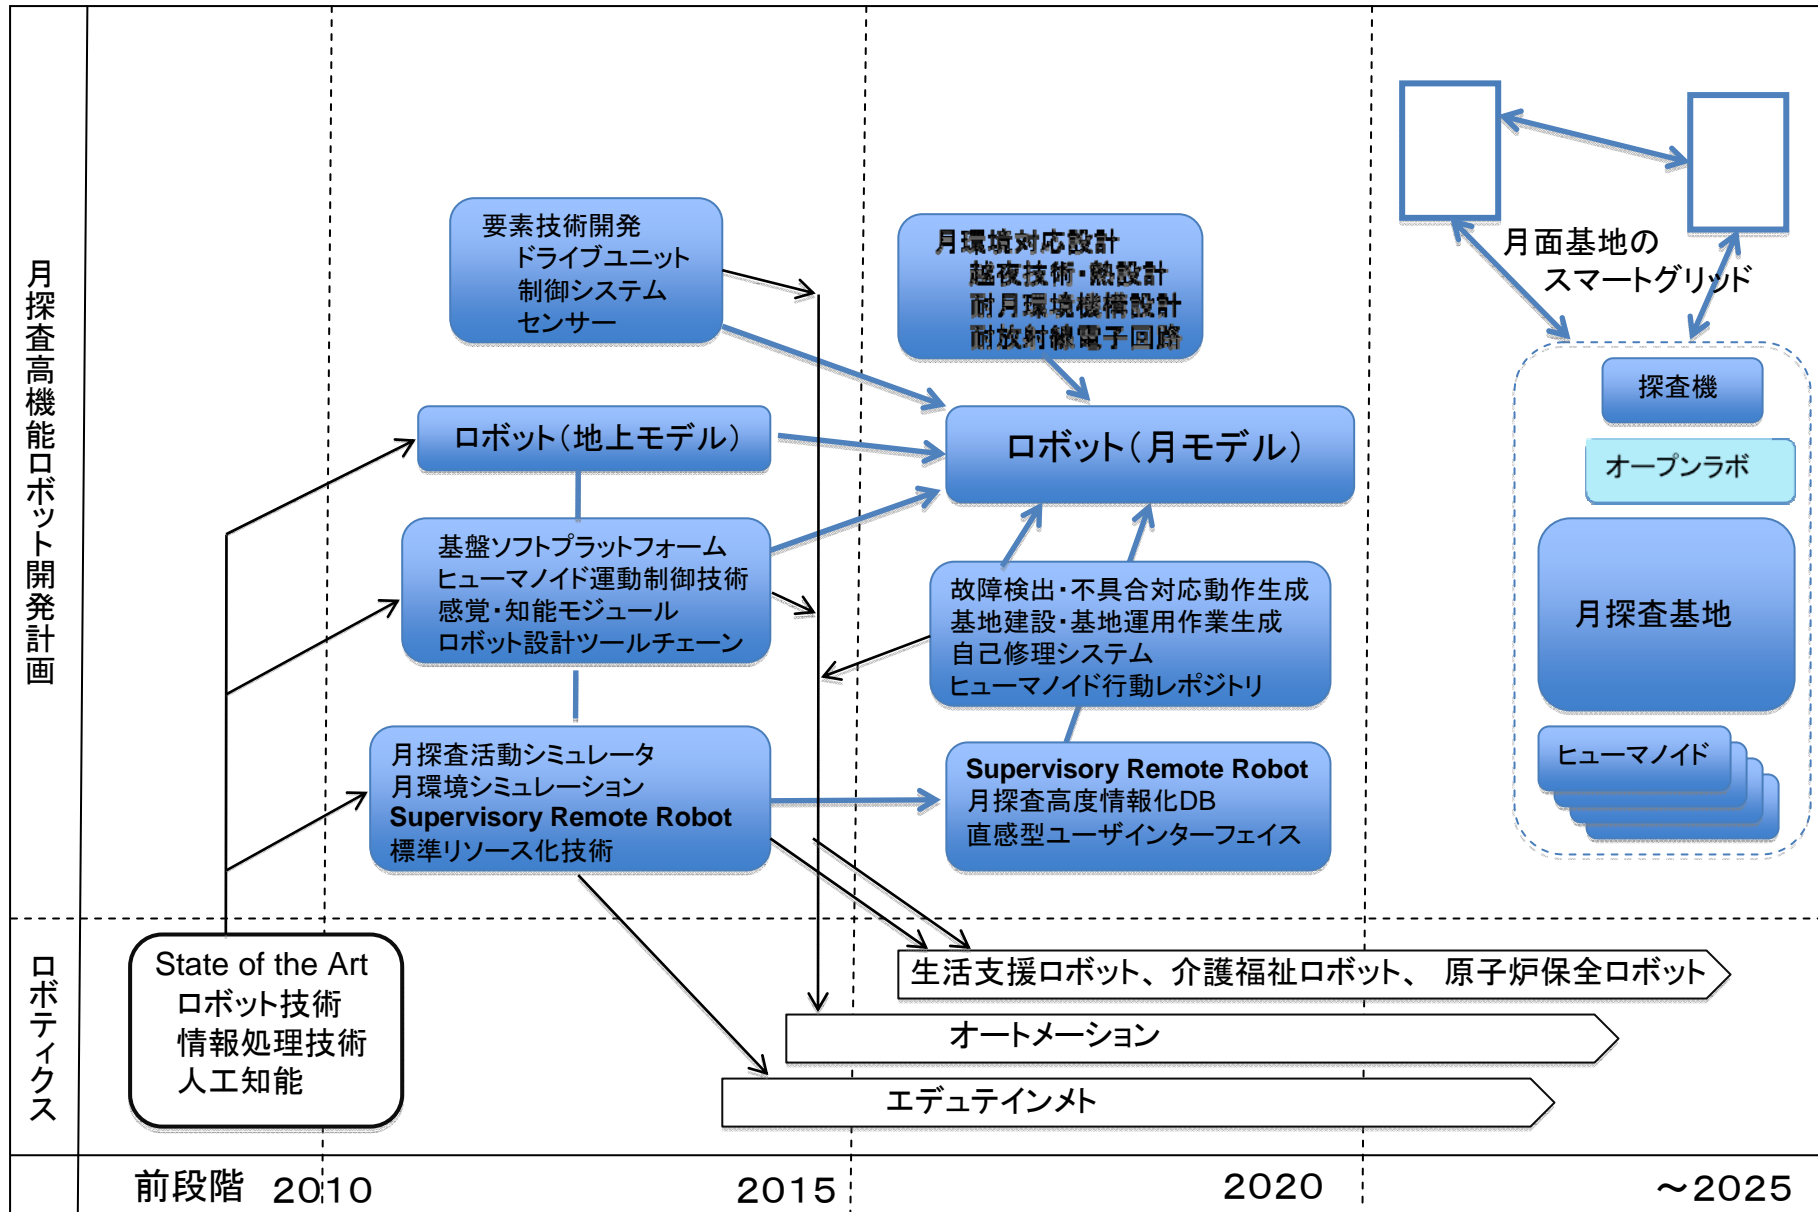 月探査高機能ロボット開発計画
要素技術開発
ドライブユニット
制御システム
センサー
月環境対応設計
越夜技術・熱設計
耐月環境機構設計
耐放射線電子回路
月面基地の
スマートグリッド
ロボット（地上モデル）
ロボット（月モデル）
探査機
オープンラボ
月探査基地
ヒューマノイド
基盤ソフトプラットフォーム
ヒューマノイド運動制御技術
感覚・知能モジュール
ロボット設計ツールチェーン
故障検出・不具合対応動作生成
基地建設・基地運用作業生成
自己修理システム
ヒューマノイド行動レポジトリ
月探査活動シミュレータ
月環境シミュレーション
Supervisory Remote Robot
標準リソース化技術
Supervisory Remote Robot
月探査高度情報化DB
直感型ユーザインターフェイス
ロボティクス
State of the Art
ロボット技術
情報処理技術
人工知能
生活支援ロボット、介護福祉ロボット、 原子炉保全ロボット
オートメーション
エデュテインメト
前段階 2010 2015 2020 ～2025